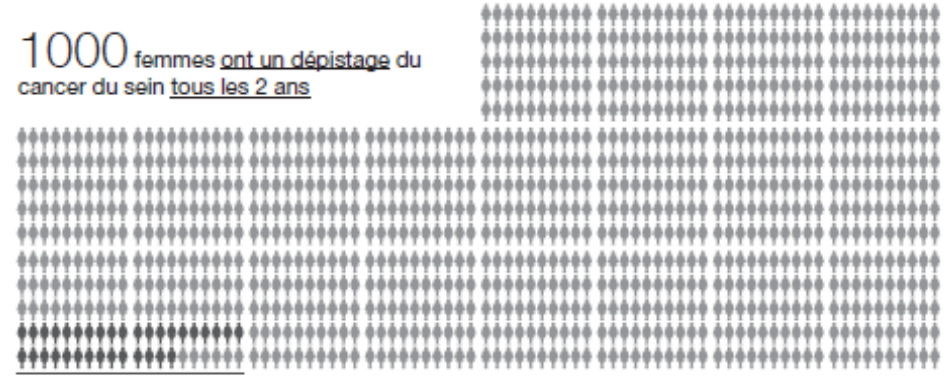 1000 femmes ont un dépistage du
cancer du sein tous les 2 ans